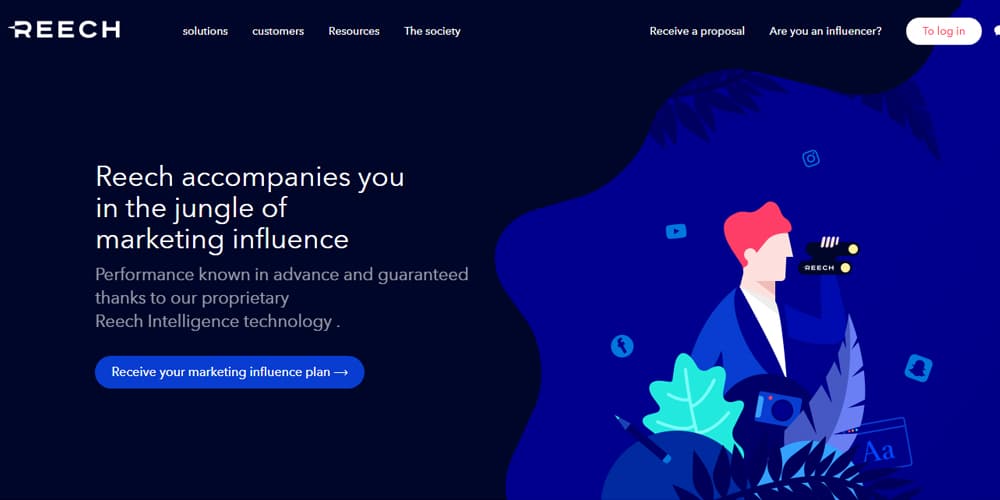 REECH
solutions customers Resources The society
Receive a proposal Are you an influencer? To log in
Reech accompanies you
in the jungle of
marketing influence
Performance known in advance and guaranteed
thanks to our proprietary
Reech Intelligence technology .
Receive your marketing influence plan →
REECH
Aa